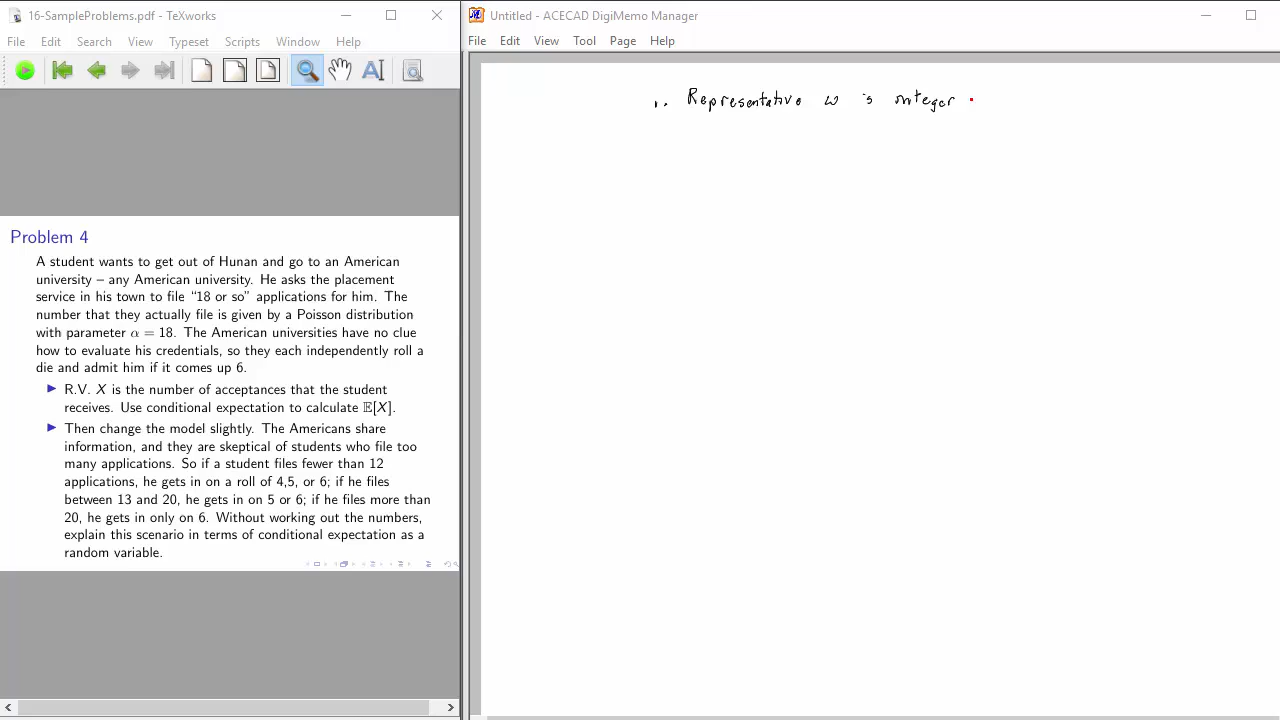 16-SampleProblems.pdf - TeXworks
File Edit Search View Typeset Scripts Window Help
Problem 4
A student wants to get out of Hunan and go to an American
university – any American university. He asks the placement
service in his town to file “18 or so” applications for him. The
number that they actually file is given by a Poisson distribution
with parameter α = 18. The American universities have no clue
how to evaluate his credentials, so they each independently roll a
die and admit him if it comes up 6.
R.V. X is the number of acceptances that the student
receives. Use conditional expectation to calculate 𝔼[X].
Then change the model slightly. The Americans share
information, and they are skeptical of students who file too
many applications. So if a student files fewer than 12
applications, he gets in on a roll of 4,5, or 6; if he files
between 13 and 20, he gets in on 5 or 6; if he files more than
20, he gets in only on 6. Without working out the numbers,
explain this scenario in terms of conditional expectation as a
random variable.
Untitled - ACECAD DigiMemo Manager
File Edit View Tool Page Help
1. Representative ω is integer